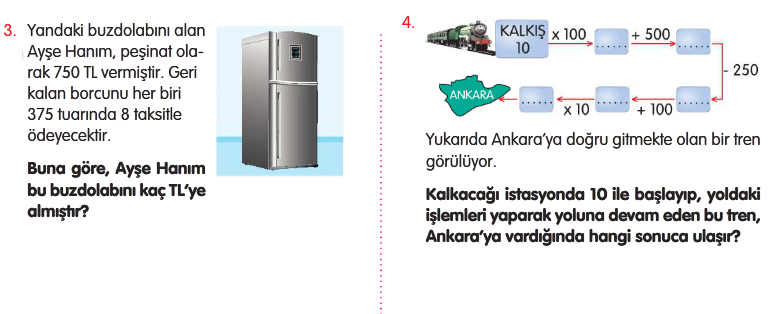 3. Yandaki buzdolabını alan
Ayşe Hanım, peşinat ola-
rak 750 TL vermiştir. Geri
kalan borcunu her biri
375 tuarında 8 taksitle
ödeyecektir.
Buna göre, Ayşe Hanım
bu buzdolabını kaç TL’ye
almıştır?
4.
KALKIŞ
10
x 100
......
+ 500
......
- 250
......
+ 100
......
x 10
......
ANKARA
Yukarıda Ankara’ya doğru gitmekte olan bir tren
görülüyor.
Kalkacağı istasyonda 10 ile başlayıp, yoldaki
işlemleri yaparak yoluna devam eden bu tren,
Ankara’ya vardığında hangi sonuca ulaşır?